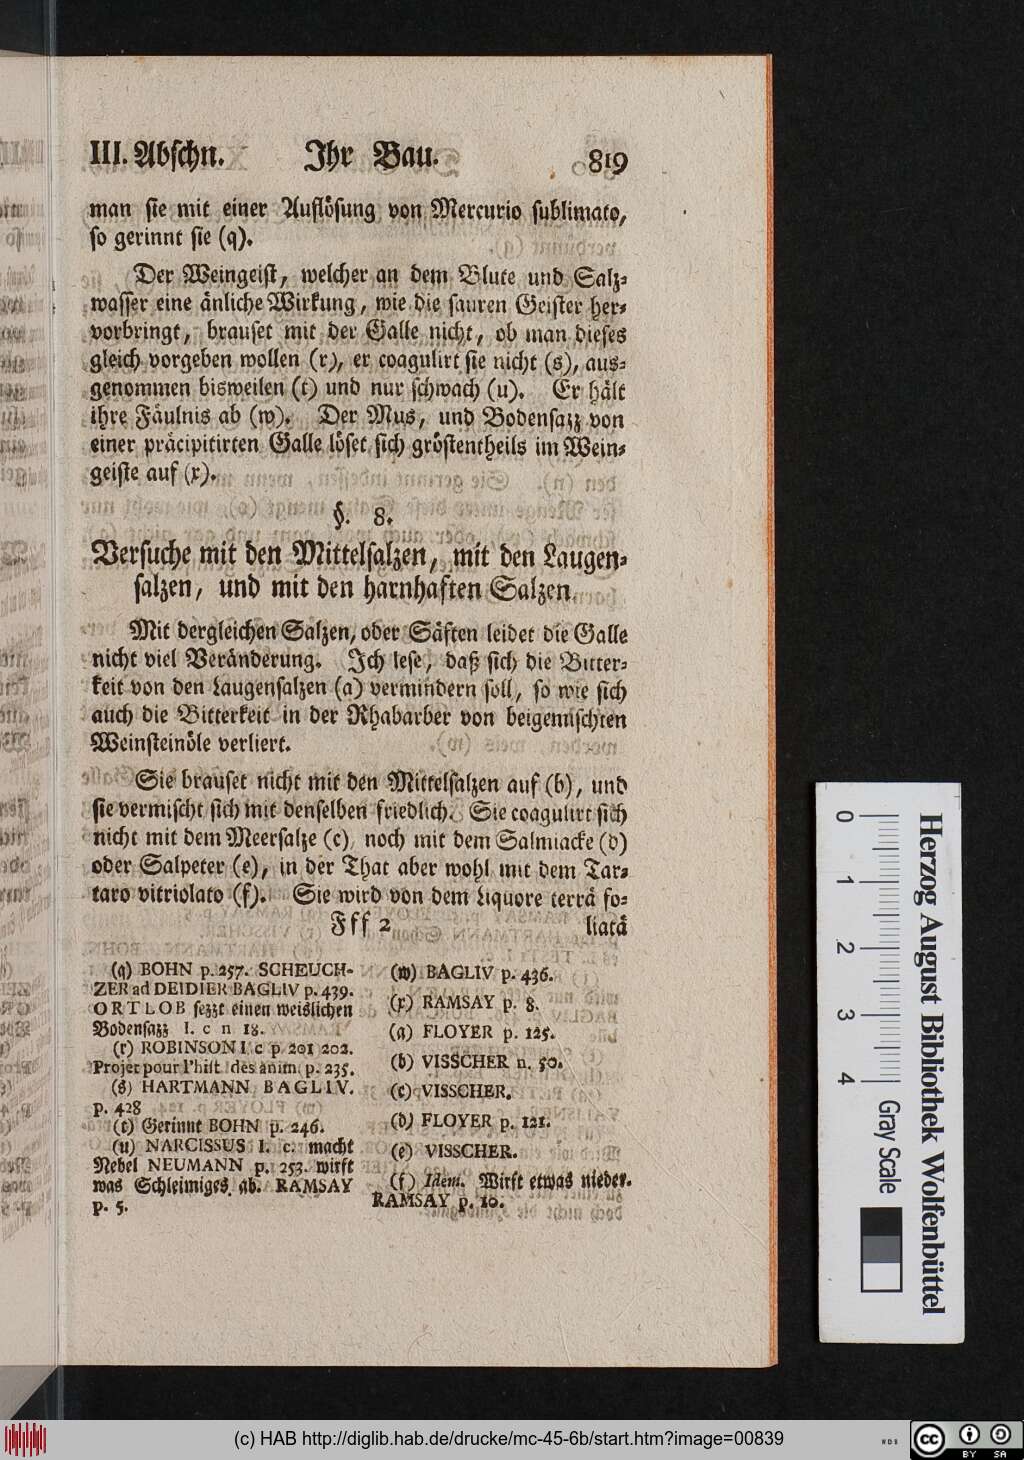 III. Abschn. Ihr Bau. 819
man sie mit einer Auflösung von Mercurio sublimato,
so gerinnt sie (q).
Der Weingeist, welcher an dem Blute und Salz-
wasser eine änliche Wirkung, wie die sauren Geister her-
vorbringt, brauset mit der Galle nicht, ob man dieses
gleich vorgeben wollen (r), er coagulirt sie nicht (s), aus-
genommen bisweilen (t) und nur schwach (u). Er hält
ihre Fäulnis ab (w). Der Mus, und Bodensazz von
einer präcipitirten Galle löset sich gröstentheils im Wein-
geiste auf (x).
§. 8.
Versuche mit den Mittelsalzen, mit den Laugen-
salzen, und mit den harnhaften Salzen.
Mit dergleichen Salzen, oder Säften leidet die Galle
nicht viel Veränderung. Ich lese, daß sich die Bitter-
keit von den Laugensalzen (a) vermindern soll, so wie sich
auch die Bitterkeit in der Rhabarber von beigemischten
Weinsteinöle verliert.
Sie brauset nicht mit den Mittelsalzen auf (b), und
sie vermischt sich mit denselben friedlich. Sie coagulirt sich
nicht mit dem Meersalze (c), noch mit dem Salmiacke (d)
oder Salpeter (e), in der That aber wohl mit dem Tar-
taro vitriolato (f). Sie wird von dem Liquore terrä fo-
Fff 2 liatä
(q) BOHN p. 257. SCHEUCH-
ZER ad DEIDIER BAGLIV p. 439.
ORTLOB sezzt einen weislichen
Bodensazz l. c n 18.
(r) ROBINSON l. c p 201 202.
Projet pour l'hist des anim. p. 235.
(s) HARTMANN BAGLIV.
p. 428
(t) Gerinnt BOHN p. 246.
(u) NARCISSUS l. c. macht
Nebel NEUMANN p. 253. wirft
was Schleimiges ab. RAMSAY
p. 5.
(w) BAGLIV p. 436.
(x) RAMSAY p. 8.
(a) FLOYER p. 125.
(b) VISSCHER n. 50.
(c) VISSCHER.
(d) FLOYER p. 121.
(e) VISSCHER.
(f) Idem. Wirft etwas nieder.
RAMSAY p. 10.
0 1 2 3 4
Herzog August Bibliothek Wolfenbüttel
Gray Scale
(c) HAB http://diglib.hab.de/drucke/mc-45-6b/start.htm?image=00839
cc BY SA